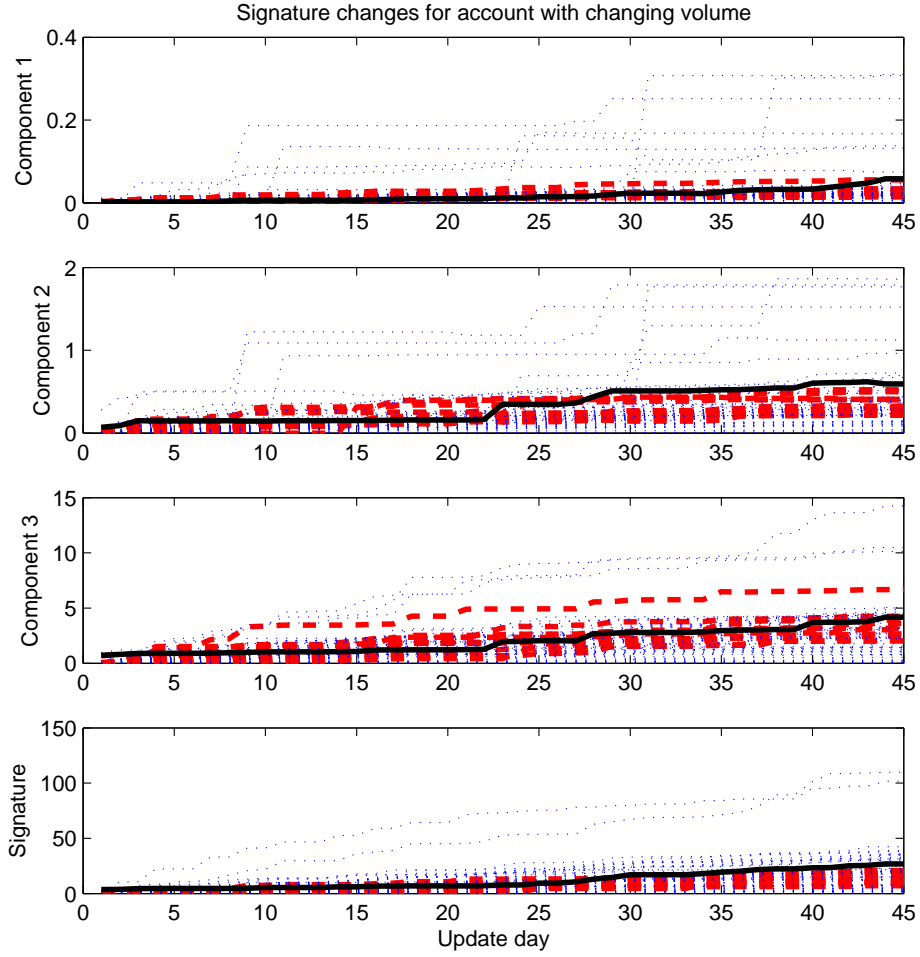 Signature changes for account with changing volume
Component 1
0.4
0.2
0
0 5 10 15 20 25 30 35 40 45
Component 2
2
1
0
0 5 10 15 20 25 30 35 40 45
Component 3
15
10
5
0
0 5 10 15 20 25 30 35 40 45
Signature
150
100
50
0
0 5 10 15 20 25 30 35 40 45
Update day